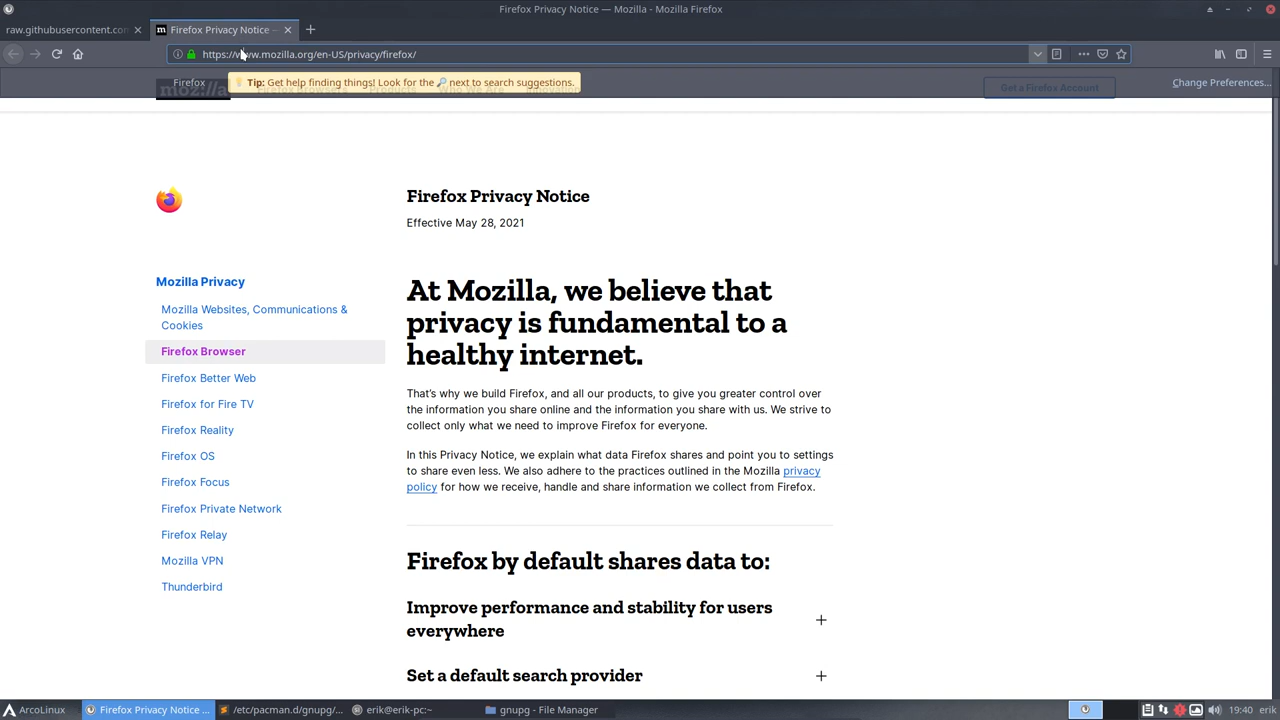 Firefox Privacy Notice — Mozilla — Mozilla Firefox
raw.githubusercontent.con
Firefox Privacy Notice —
https://www.mozilla.org/en-US/privacy/firefox/
Firefox
Tip: Get help finding things! Look for the 🔎 next to search suggestions.
Change Preferences...
moz://a
Get a Firefox Account
Firefox Privacy Notice
Effective May 28, 2021
Mozilla Privacy
Mozilla Websites, Communications &
Cookies
Firefox Browser
Firefox Better Web
Firefox for Fire TV
Firefox Reality
Firefox OS
Firefox Focus
Firefox Private Network
Firefox Relay
Mozilla VPN
Thunderbird
At Mozilla, we believe that
privacy is fundamental to a
healthy internet.
That’s why we build Firefox, and all our products, to give you greater control over
the information you share online and the information you share with us. We strive to
collect only what we need to improve Firefox for everyone.
In this Privacy Notice, we explain what data Firefox shares and point you to settings
to share even less. We also adhere to the practices outlined in the Mozilla privacy
policy for how we receive, handle and share information we collect from Firefox.
Firefox by default shares data to:
Improve performance and stability for users
everywhere
Set a default search provider
ArcoLinux
Firefox Privacy Notice ...
/etc/pacman.d/gnupg/...
erik@erik-pc:~
gnupg - File Manager
19:40
erik